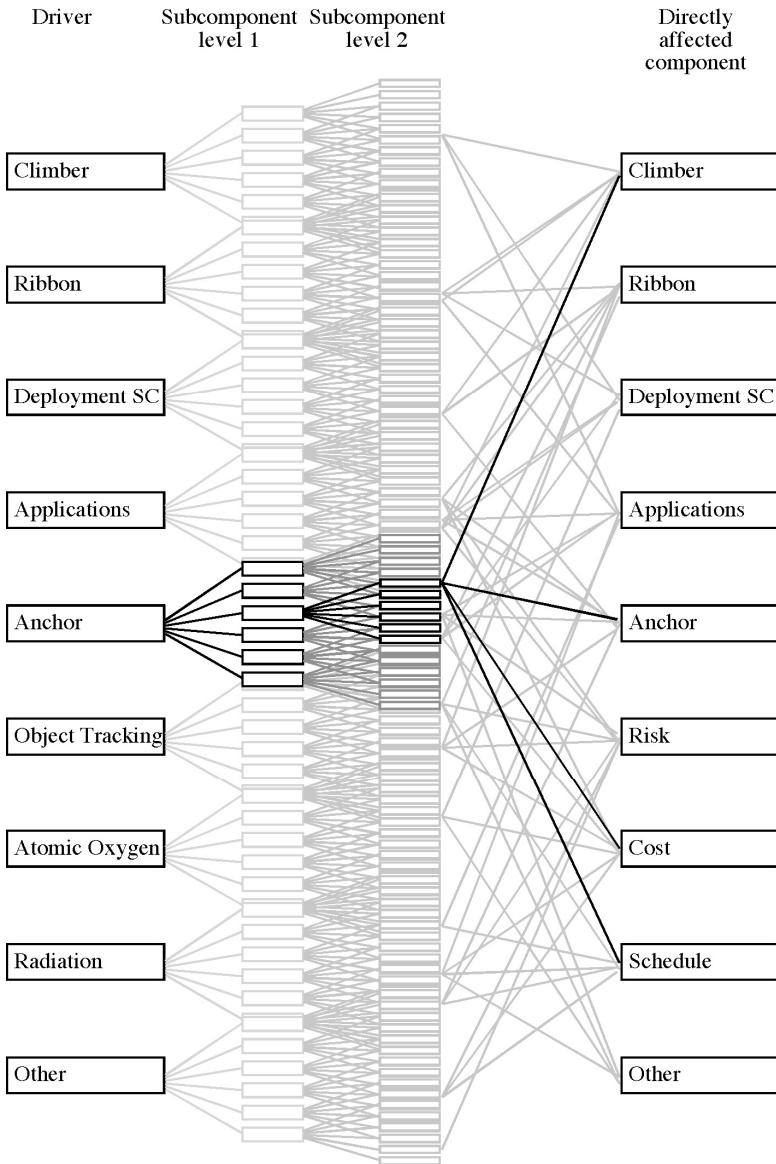 Driver
Subcomponent
level 1
Subcomponent
level 2
Directly
affected
component
Climber
Ribbon
Deployment SC
Applications
Anchor
Object Tracking
Atomic Oxygen
Radiation
Other
Climber
Ribbon
Deployment SC
Applications
Anchor
Risk
Cost
Schedule
Other